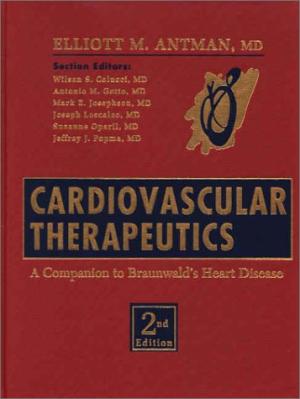 ELLIOTT M. ANTMAN, MD
Section Editors:
Wilson S. Colucci, MD
Antonio M. Gotto, MD
Mark E. Josephson, MD
Joseph Loscalzo, MD
Suzanne Oparil, MD
Jeffrey J. Popma, MD
CARDIOVASCULAR
THERAPEUTICS
A Companion to Braunwald's Heart Disease
2nd
Edition